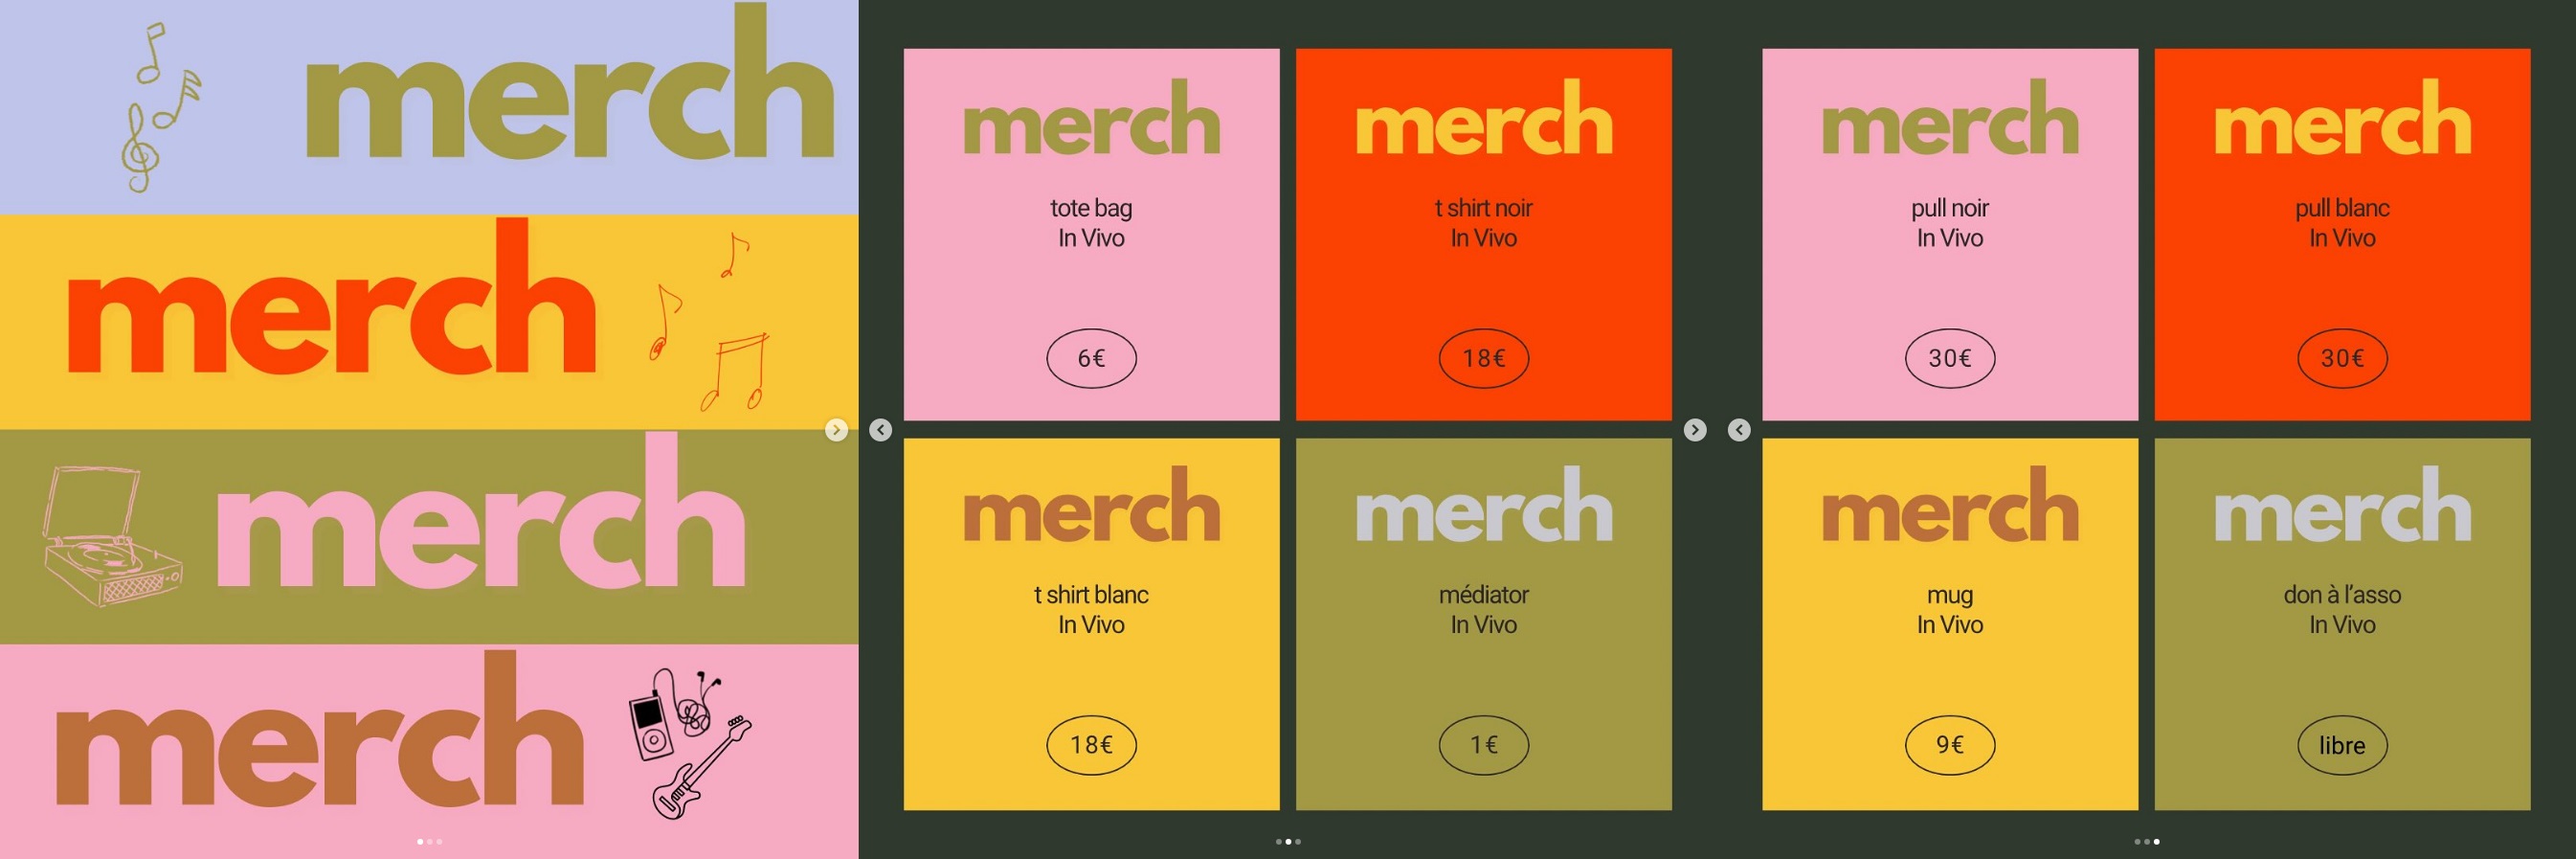 merch
merch
merch
merch
merch
tote bag
In Vivo
6€
merch
t shirt noir
In Vivo
18€
merch
t shirt blanc
In Vivo
18€
merch
médiator
In Vivo
1€
merch
pull noir
In Vivo
30€
merch
pull blanc
In Vivo
30€
merch
mug
In Vivo
9€
merch
don à l'asso
In Vivo
libre